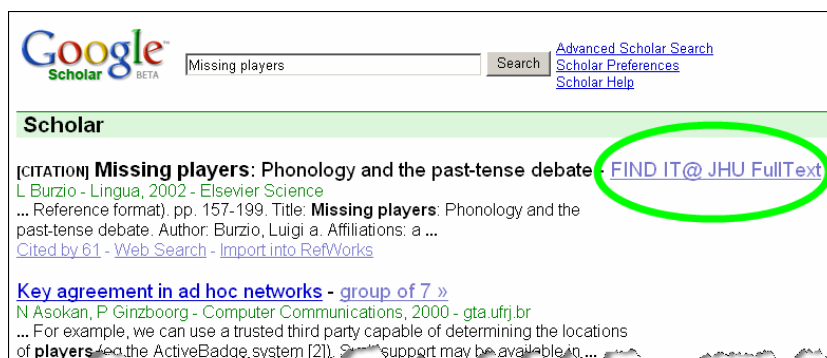 Google
Scholar BETA
Missing players
Search
Advanced Scholar Search
Scholar Preferences
Scholar Help
Scholar
[CITATION] Missing players: Phonology and the past-tense debate - FIND IT@ JHU FullText
L Burzio - Lingua, 2002 - Elsevier Science
... Reference format). pp. 157-199. Title: Missing players: Phonology and the
past-tense debate. Author: Burzio, Luigi a. Affiliations: a ...
Cited by 61 - Web Search - Import into RefWorks
Key agreement in ad hoc networks - group of 7 »
N Asokan, P Ginzboorg - Computer Communications, 2000 - gta.ufrj.br
... For example, we can use a trusted third party capable of determining the locations
of players (eg the ActiveBadge system [2]). support may be available in ...